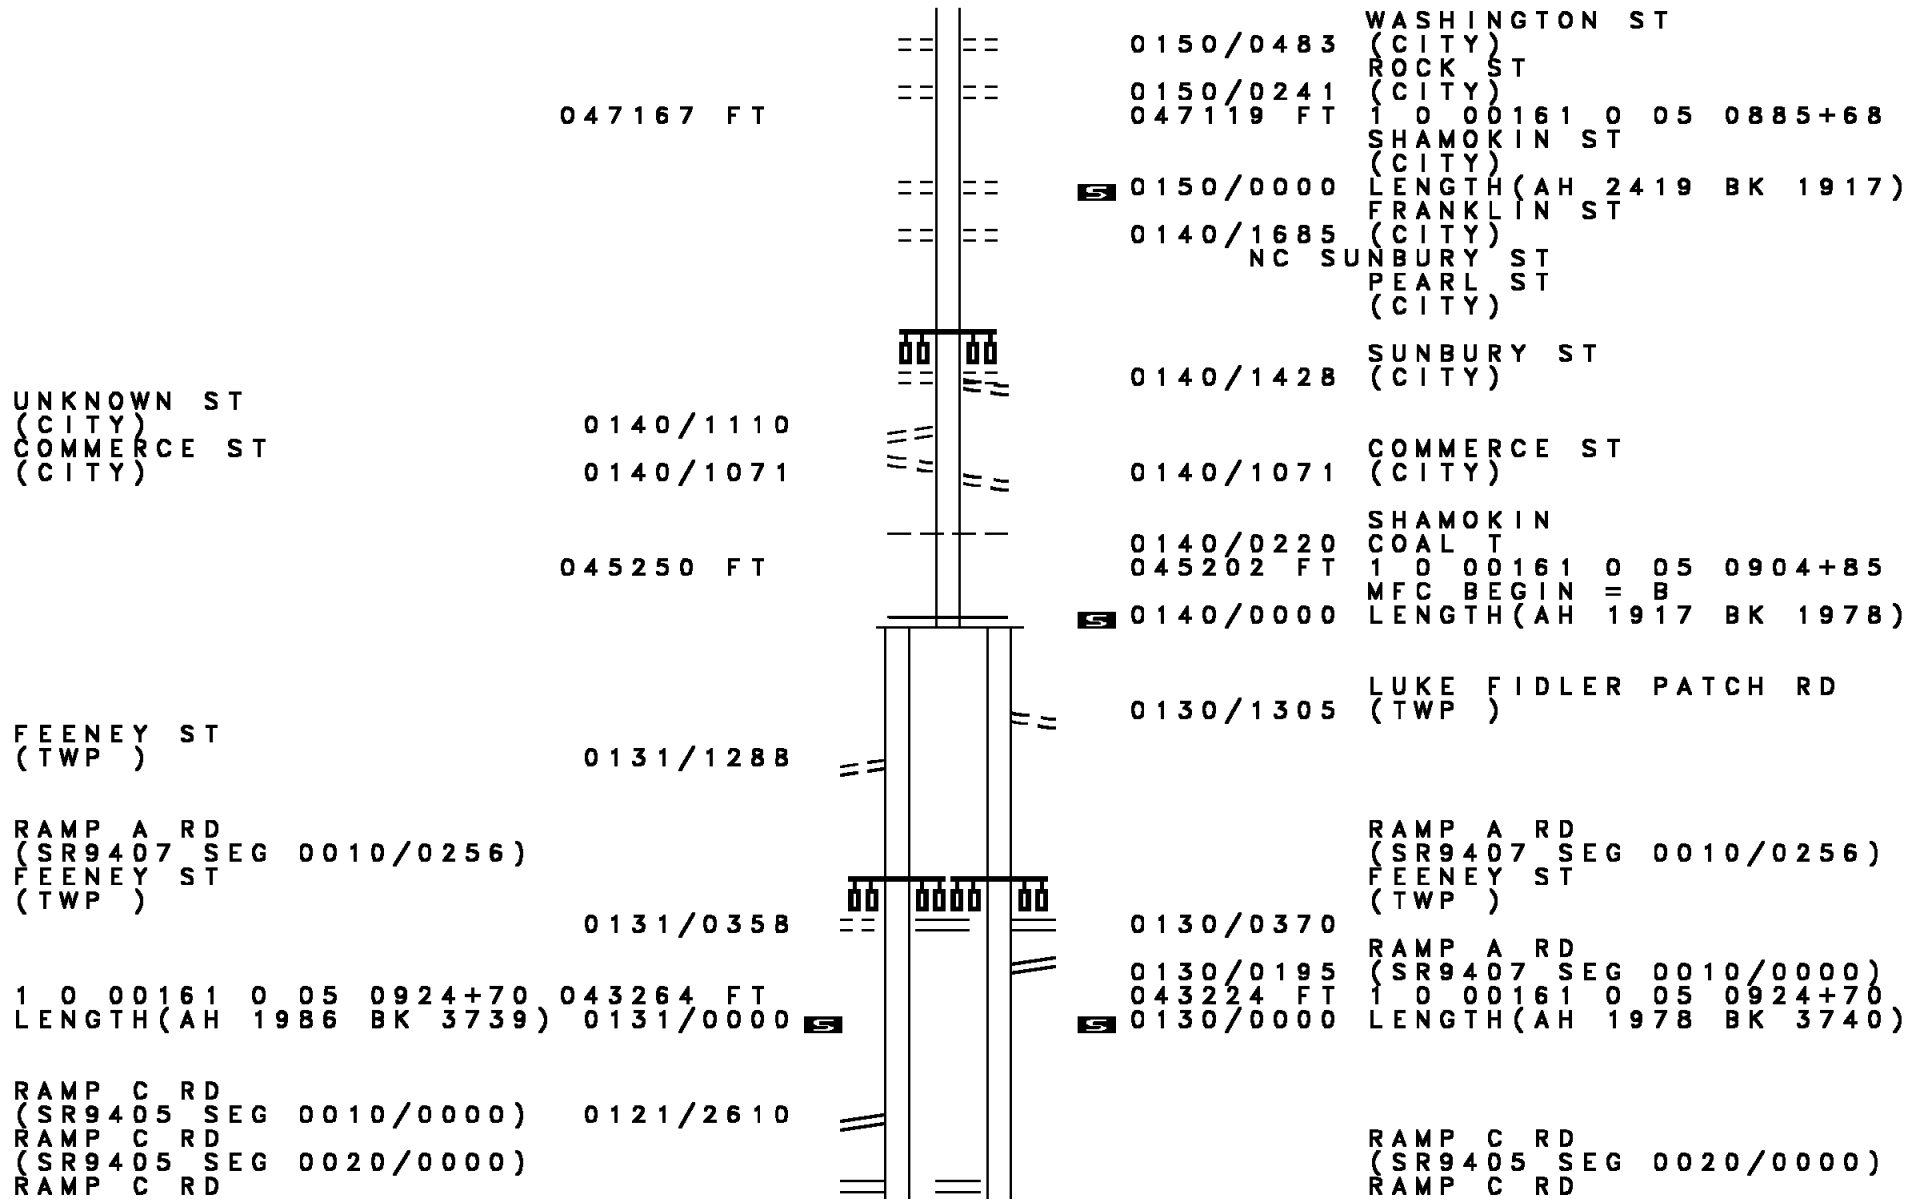 WASHINGTON ST
0150/0483 (CITY)
ROCK ST
0150/0241 (CITY)
047167 FT 047119 FT 1 0 00161 0 05 0885+68
SHAMOKIN ST
(CITY)
S 0150/0000 LENGTH(AH 2419 BK 1917)
FRANKLIN ST
0140/1685 (CITY)
NC SUNBURY ST
PEARL ST
(CITY)
SUNBURY ST
0140/1428 (CITY)
UNKNOWN ST
(CITY) 0140/1110
COMMERCE ST COMMERCE ST
(CITY) 0140/1071 0140/1071 (CITY)
SHAMOKIN
0140/0220 COAL T
045250 FT 045202 FT 1 0 00161 0 05 0904+85
MFC BEGIN = B
S 0140/0000 LENGTH(AH 1917 BK 1978)
LUKE FIDLER PATCH RD
0130/1305 (TWP )
FEENEY ST
(TWP ) 0131/1288
RAMP A RD RAMP A RD
(SR9407 SEG 0010/0256) (SR9407 SEG 0010/0256)
FEENEY ST FEENEY ST
(TWP ) (TWP )
0131/0358 0130/0370
RAMP A RD
0130/0195 (SR9407 SEG 0010/0000)
1 0 00161 0 05 0924+70 043264 FT 043224 FT 1 0 00161 0 05 0924+70
LENGTH(AH 1986 BK 3739) 0131/0000 S S 0130/0000 LENGTH(AH 1978 BK 3740)
RAMP C RD
(SR9405 SEG 0010/0000) 0121/2610
RAMP C RD RAMP C RD
(SR9405 SEG 0020/0000) (SR9405 SEG 0020/0000)
RAMP C RD RAMP C RD